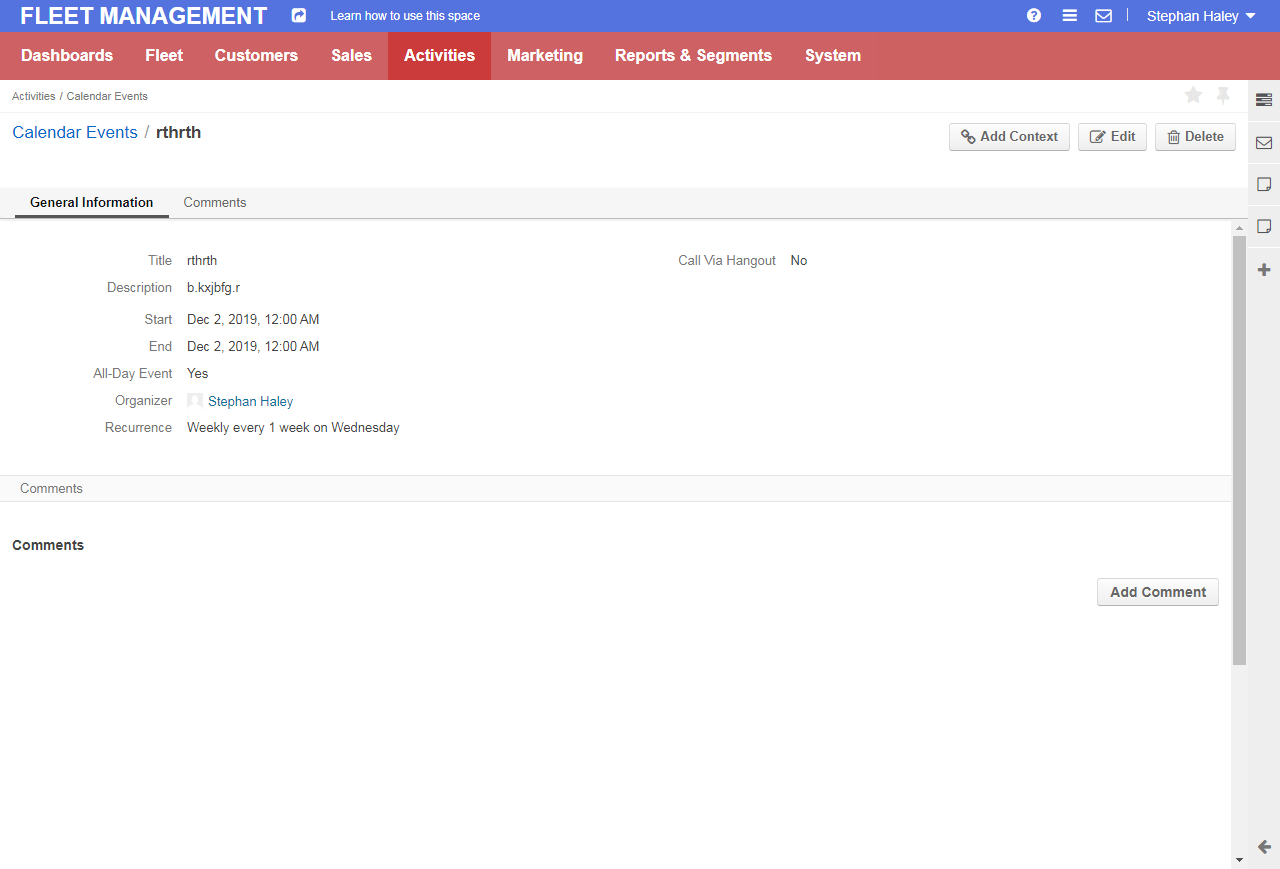 FLEET MANAGEMENT Learn how to use this space Stephan Haley
Dashboards Fleet Customers Sales Activities Marketing Reports & Segments System
Activities / Calendar Events
Calendar Events / rthrth Add Context Edit Delete
General Information Comments
Title rthrth Call Via Hangout No
Description b.kxjbfg.r
Start Dec 2, 2019, 12:00 AM
End Dec 2, 2019, 12:00 AM
All-Day Event Yes
Organizer Stephan Haley
Recurrence Weekly every 1 week on Wednesday
Comments
Comments
Add Comment